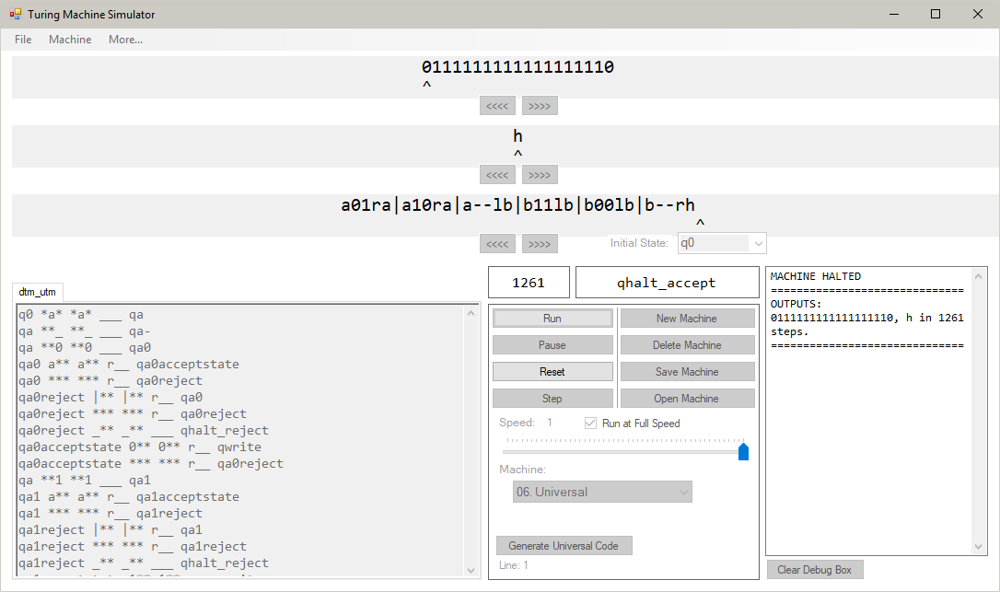 Turing Machine Simulator
File Machine More...
0111111111111111110
^
<<<< >>>>
h
^
<<<< >>>>
a01ra|a10ra|a--lb|b11lb|b00lb|b--rh
^
<<<< >>>>
Initial State: q0
dtm_utm
q0 *a* *a* ___ qa
qa **_ **_ ___ qa-
qa **0 **0 ___ qa0
qa0 a** a** r__ qa0acceptstate
qa0 *** *** r__ qa0reject
qa0reject |** |** r__ qa0
qa0reject *** *** r__ qa0reject
qa0reject _** _** ___ qhalt_reject
qa0acceptstate 0** 0** r__ qwrite
qa0acceptstate *** *** r__ qa0reject
qa **1 **1 ___ qa1
qa1 a** a** r__ qa1acceptstate
qa1 *** *** r__ qa1reject
qa1reject |** |** r__ qa1
qa1reject *** *** r__ qa1reject
qa1reject _** _** ___ qhalt_reject
1261
qhalt_accept
Run
New Machine
Pause
Delete Machine
Reset
Save Machine
Step
Open Machine
Speed: 1
Run at Full Speed
Machine:
06. Universal
Generate Universal Code
Line: 1
MACHINE HALTED
==============================
OUTPUTS:
0111111111111111110, h in 1261
steps.
==============================
Clear Debug Box